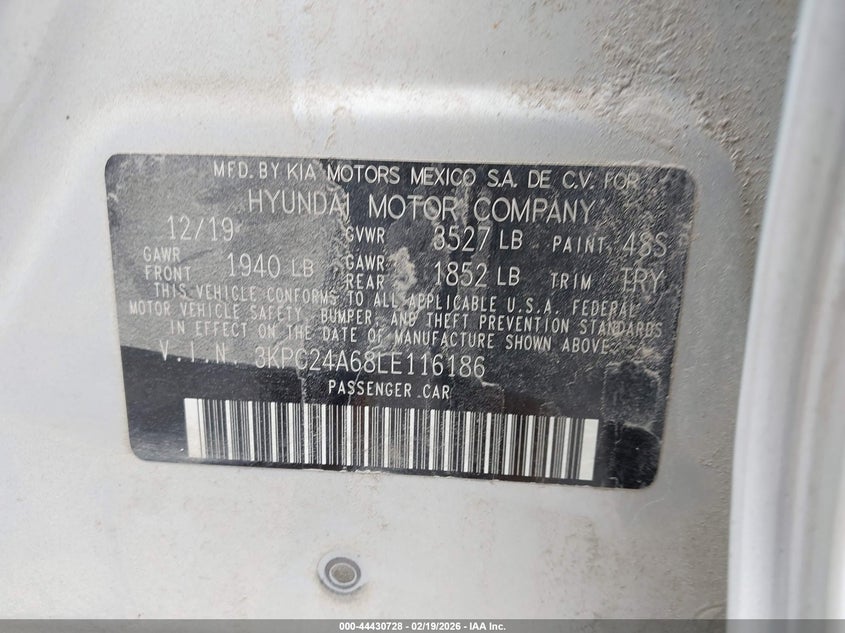 MFD. BY KIA MOTORS MEXICO S.A. DE C.V. FOR
HYUNDAI MOTOR COMPANY
12/19 GVWR 3527 LB PAINT 48S
GAWR FRONT 1940 LB GAWR REAR 1852 LB TRIM TRY
THIS VEHICLE CONFORMS TO ALL APPLICABLE U.S.A. FEDERAL
MOTOR VEHICLE SAFETY, BUMPER, AND THEFT PREVENTION STANDARDS
IN EFFECT ON THE DATE OF MANUFACTURE SHOWN ABOVE.
V.I.N. 3KPC24A68LE116186
PASSENGER CAR
000-44430728 - 02/19/2026 - IAA Inc.